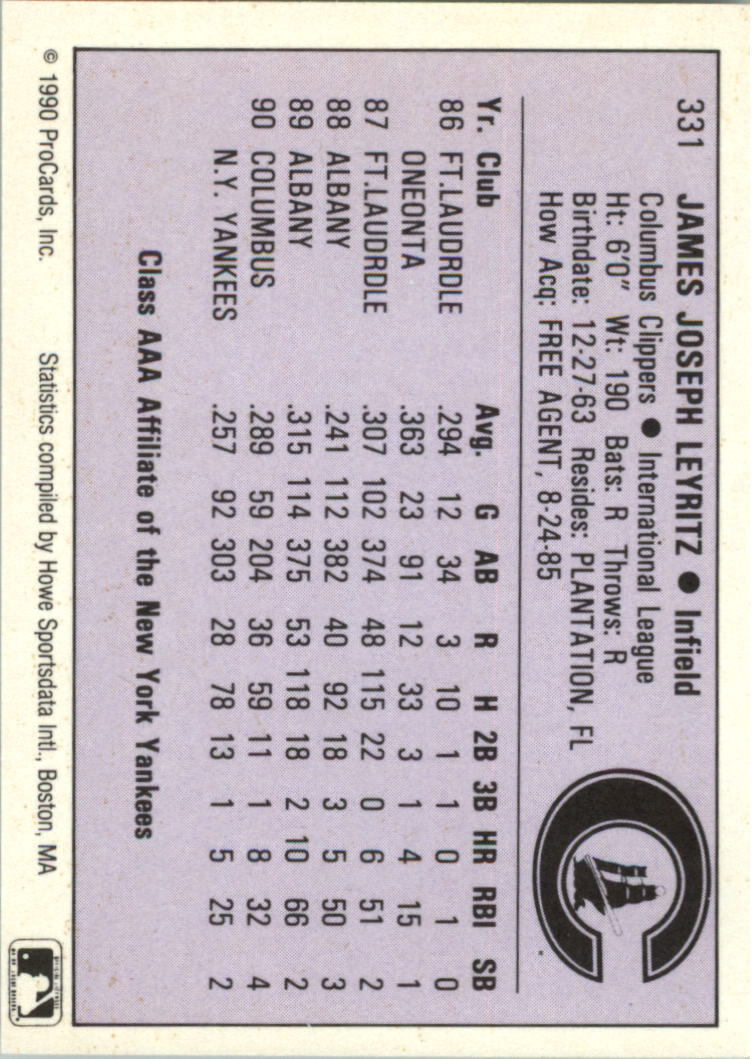 331 JAMES JOSEPH LEYRITZ ● Infield
Columbus Clippers ● International League
Ht: 6'0" Wt: 190 Bats: R Throws: R
Birthdate: 12-27-63 Resides: PLANTATION, FL
How Acq: FREE AGENT, 8-24-85
Yr. Club Avg. G AB R H 2B 3B HR RBI SB
86 FT.LAUDRDLE .294 12 34 3 10 1 1 0 1 0
ONEONTA .363 23 91 12 33 3 1 4 15 1
87 FT.LAUDRDLE .307 102 374 48 115 22 0 6 51 2
88 ALBANY .241 112 382 40 92 18 3 5 50 3
89 ALBANY .315 114 375 53 118 18 2 10 66 2
90 COLUMBUS .289 59 204 36 59 11 1 8 32 4
N.Y. YANKEES .257 92 303 28 78 13 1 5 25 2
Class AAA Affiliate of the New York Yankees
© 1990 ProCards, Inc. Statistics compiled by Howe Sportsdata Intl., Boston, MA